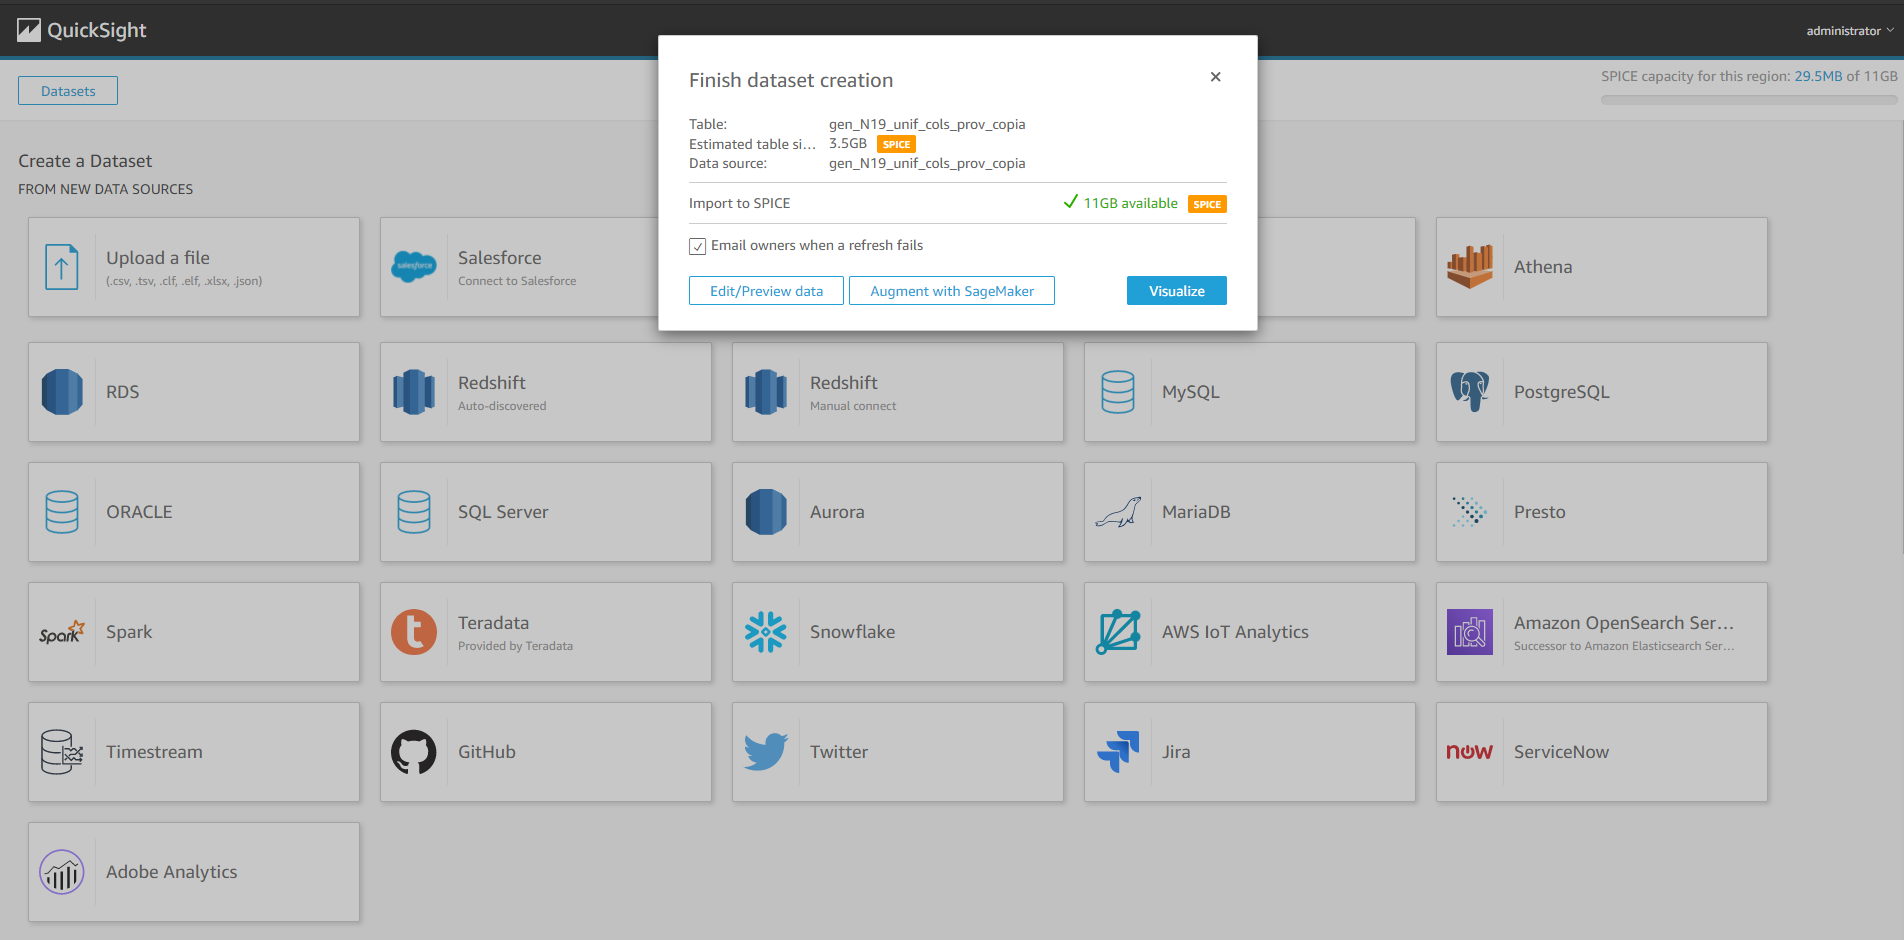 QuickSight
administrator
Datasets
SPICE capacity for this region: 29.5MB of 11GB
Finish dataset creation
Table: gen_N19_unif_cols_prov_copia
Estimated table si... 3.5GB SPICE
Data source: gen_N19_unif_cols_prov_copia
Import to SPICE 11GB available SPICE
Email owners when a refresh fails
Edit/Preview data Augment with SageMaker Visualize
Create a Dataset
FROM NEW DATA SOURCES
Upload a file
(.csv, .tsv, .clf, .elf, .xlsx, .json)
salesforce
Salesforce
Connect to Salesforce
Athena
RDS
Redshift
Auto-discovered
Redshift
Manual connect
MySQL
PostgreSQL
ORACLE
SQL Server
Aurora
MariaDB
Presto
Spark
Spark
t
Teradata
Provided by Teradata
Snowflake
AWS IoT Analytics
Amazon OpenSearch Ser...
Successor to Amazon Elasticsearch Ser...
Timestream
GitHub
Twitter
Jira
now
ServiceNow
Adobe Analytics